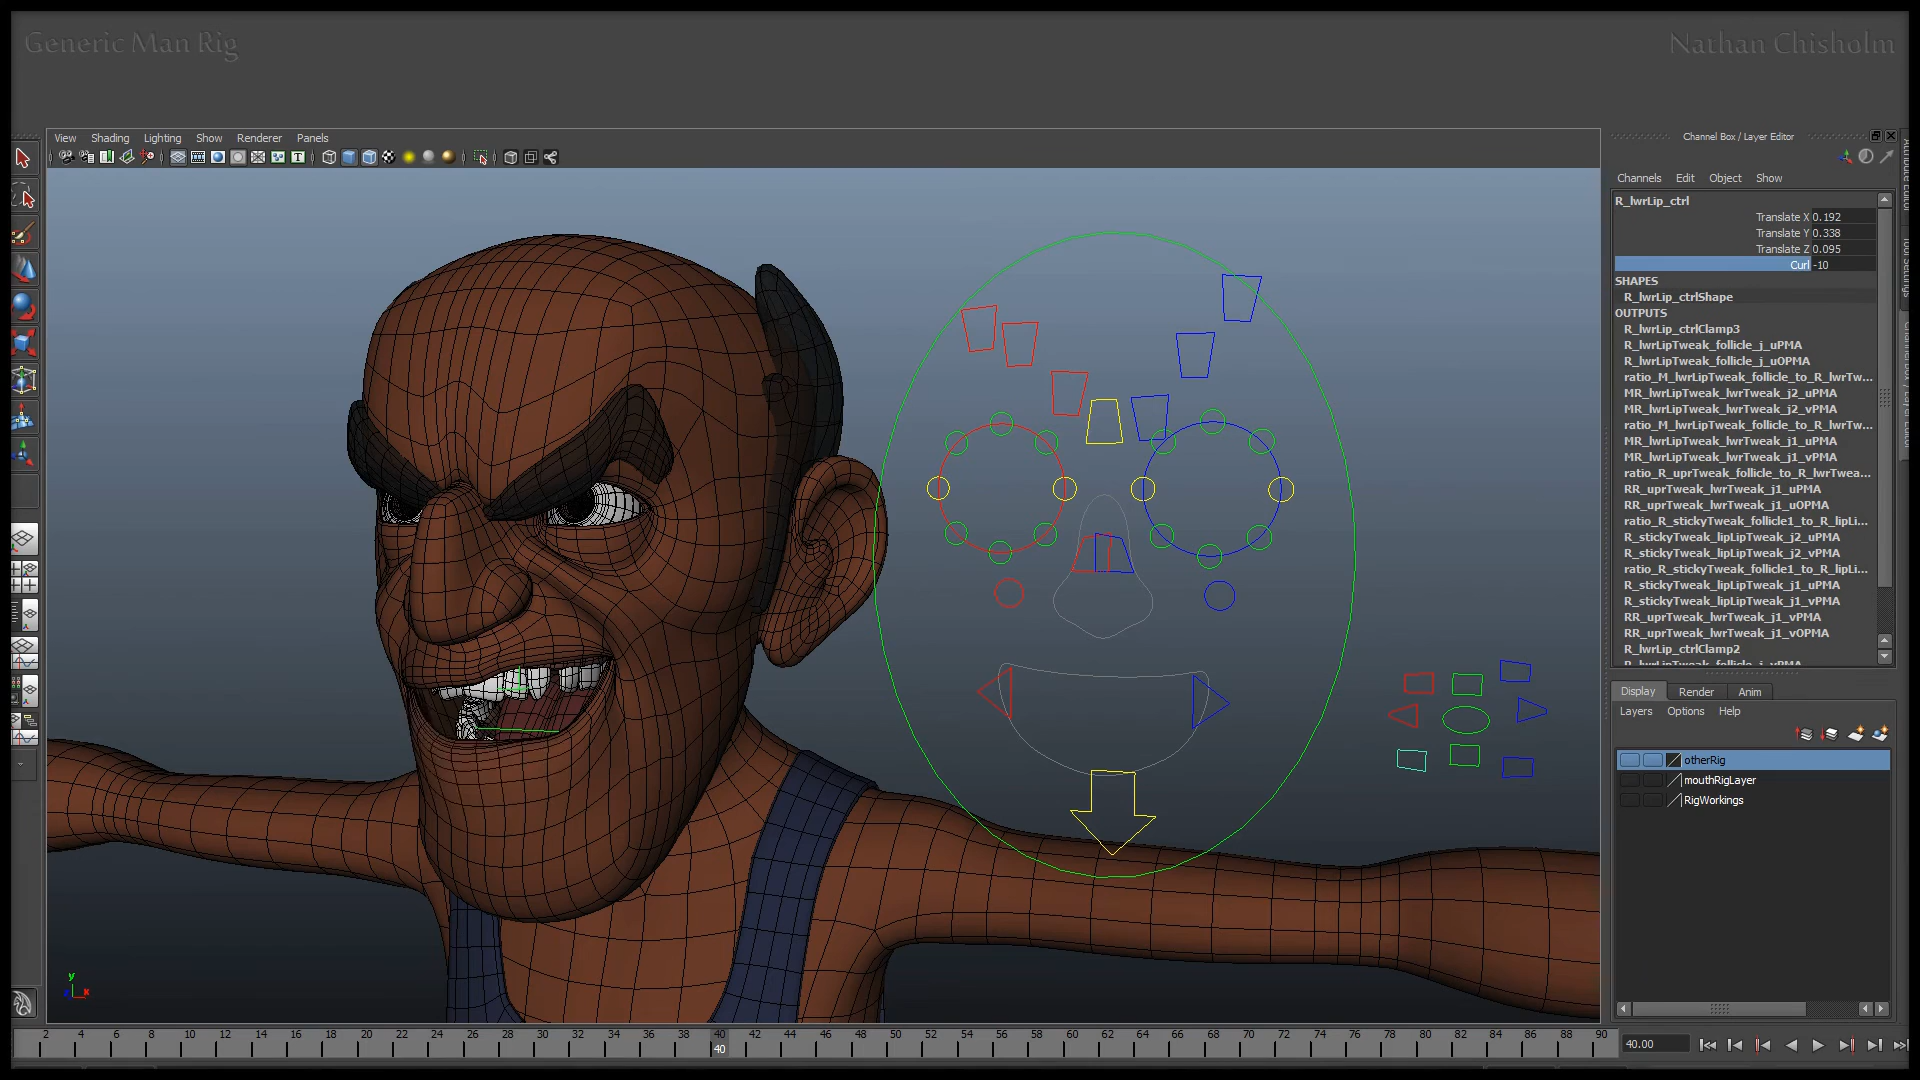 Generic Man Rig
Nathan Chisholm
View Shading Lighting Show Renderer Panels
Channel Box / Layer Editor
Channels Edit Object Show
R_lwrLip_ctrl
Translate X 0.192
Translate Y 0.338
Translate Z 0.095
Curl -10
SHAPES
R_lwrLip_ctrlShape
OUTPUTS
R_lwrLip_ctrlClamp3
R_lwrLipTweak_follicle_j_uPMA
R_lwrLipTweak_follicle_j_uOPMA
ratio_M_lwrLipTweak_follicle_to_R_lwrTw...
MR_lwrLipTweak_lwrTweak_j2_uPMA
MR_lwrLipTweak_lwrTweak_j2_vPMA
ratio_M_lwrLipTweak_follicle_to_R_lwrTw...
MR_lwrLipTweak_lwrTweak_j1_uPMA
MR_lwrLipTweak_lwrTweak_j1_vPMA
ratio_R_uprTweak_follicle_to_R_lwrTwea...
RR_uprTweak_lwrTweak_j1_uPMA
RR_uprTweak_lwrTweak_j1_uOPMA
ratio_R_stickyTweak_follicle1_to_R_lipLi...
R_stickyTweak_lipLipTweak_j2_uPMA
R_stickyTweak_lipLipTweak_j2_vPMA
ratio_R_stickyTweak_follicle1_to_R_lipLi...
R_stickyTweak_lipLipTweak_j1_uPMA
R_stickyTweak_lipLipTweak_j1_vPMA
RR_uprTweak_lwrTweak_j1_vPMA
RR_uprTweak_lwrTweak_j1_vOPMA
R_lwrLip_ctrlClamp2
Display Render Anim
Layers Options Help
otherRig
mouthRigLayer
RigWorkings
y
x
2 4 6 8 10 12 14 16 18 20 22 24 26 28 30 32 34 36 38 40 42 44 46 48 50 52 54 56 58 60 62 64 66 68 70 72 74 76 78 80 82 84 86 88 90
40
40.00